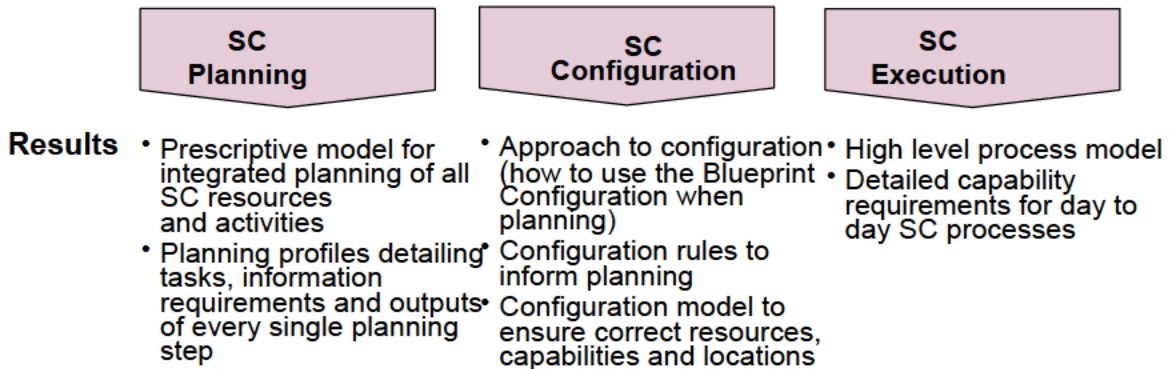 SC
Planning
SC
Configuration
SC
Execution
Results
• Prescriptive model for
integrated planning of all
SC resources
and activities
• Planning profiles detailing
tasks, information
requirements and outputs
of every single planning
step
• Approach to configuration
(how to use the Blueprint
Configuration when
planning)
• Configuration rules to
inform planning
• Configuration model to
ensure correct resources,
capabilities and locations
• High level process model
• Detailed capability
requirements for day to
day SC processes